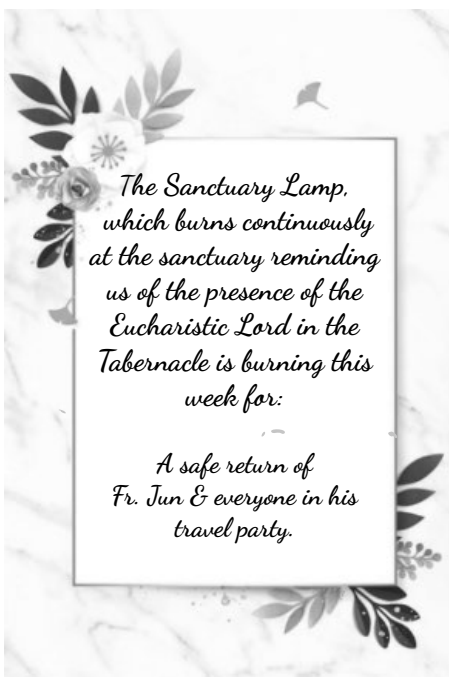 The Sanctuary Lamp,
which burns continuously
at the sanctuary reminding
us of the presence of the
Eucharistic Lord in the
Tabernacle is burning this
week for:
A safe return of
Fr. Jun & everyone in his
travel party.